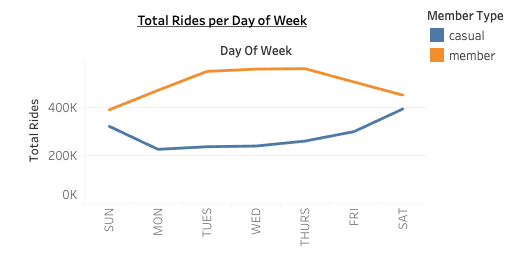 Total Rides per Day of Week
Member Type
casual
member
Day Of Week
Total Rides
400K
200K
0K
SUN
MON
TUES
WED
THURS
FRI
SAT